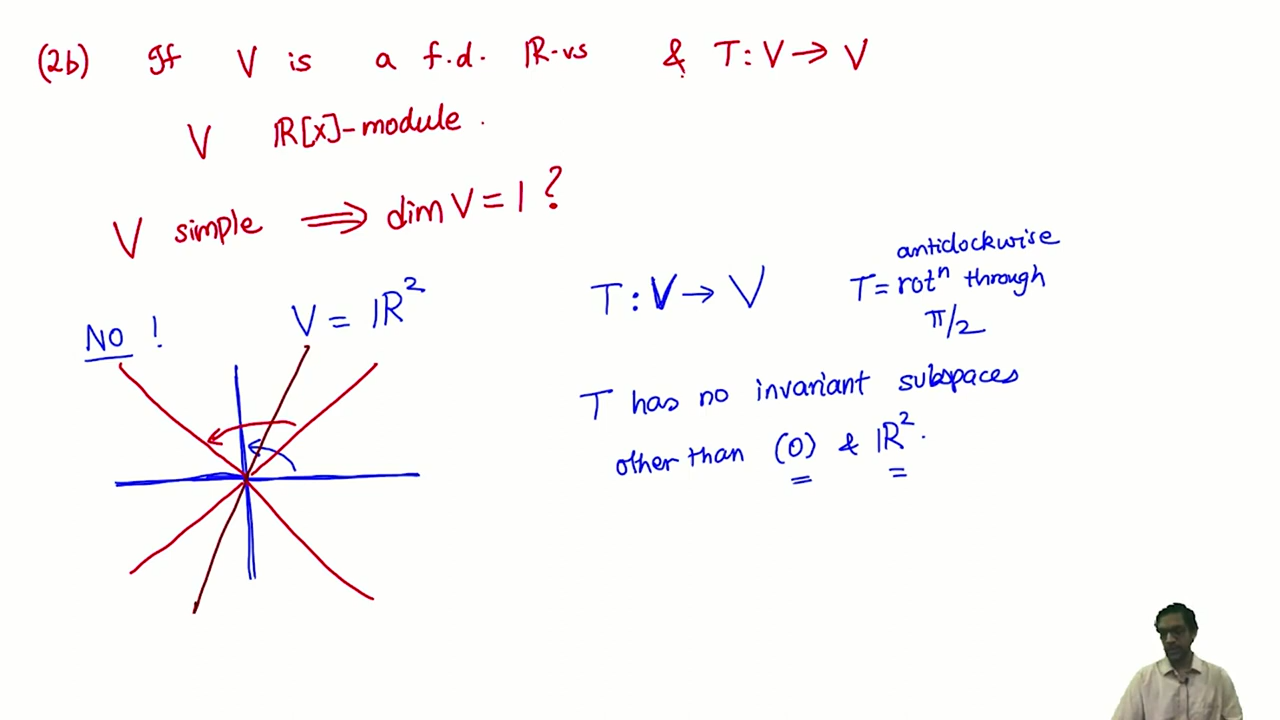 (2b) If V is a f.d. ℝ-vs & T: V → V
V ℝ[x]-module.
V simple ⟹ dim V = 1 ?
NO !
V = ℝ²
T: V → V
anticlockwise
T = rotⁿ through
π/2
T has no invariant subspaces
other than (0) & ℝ².